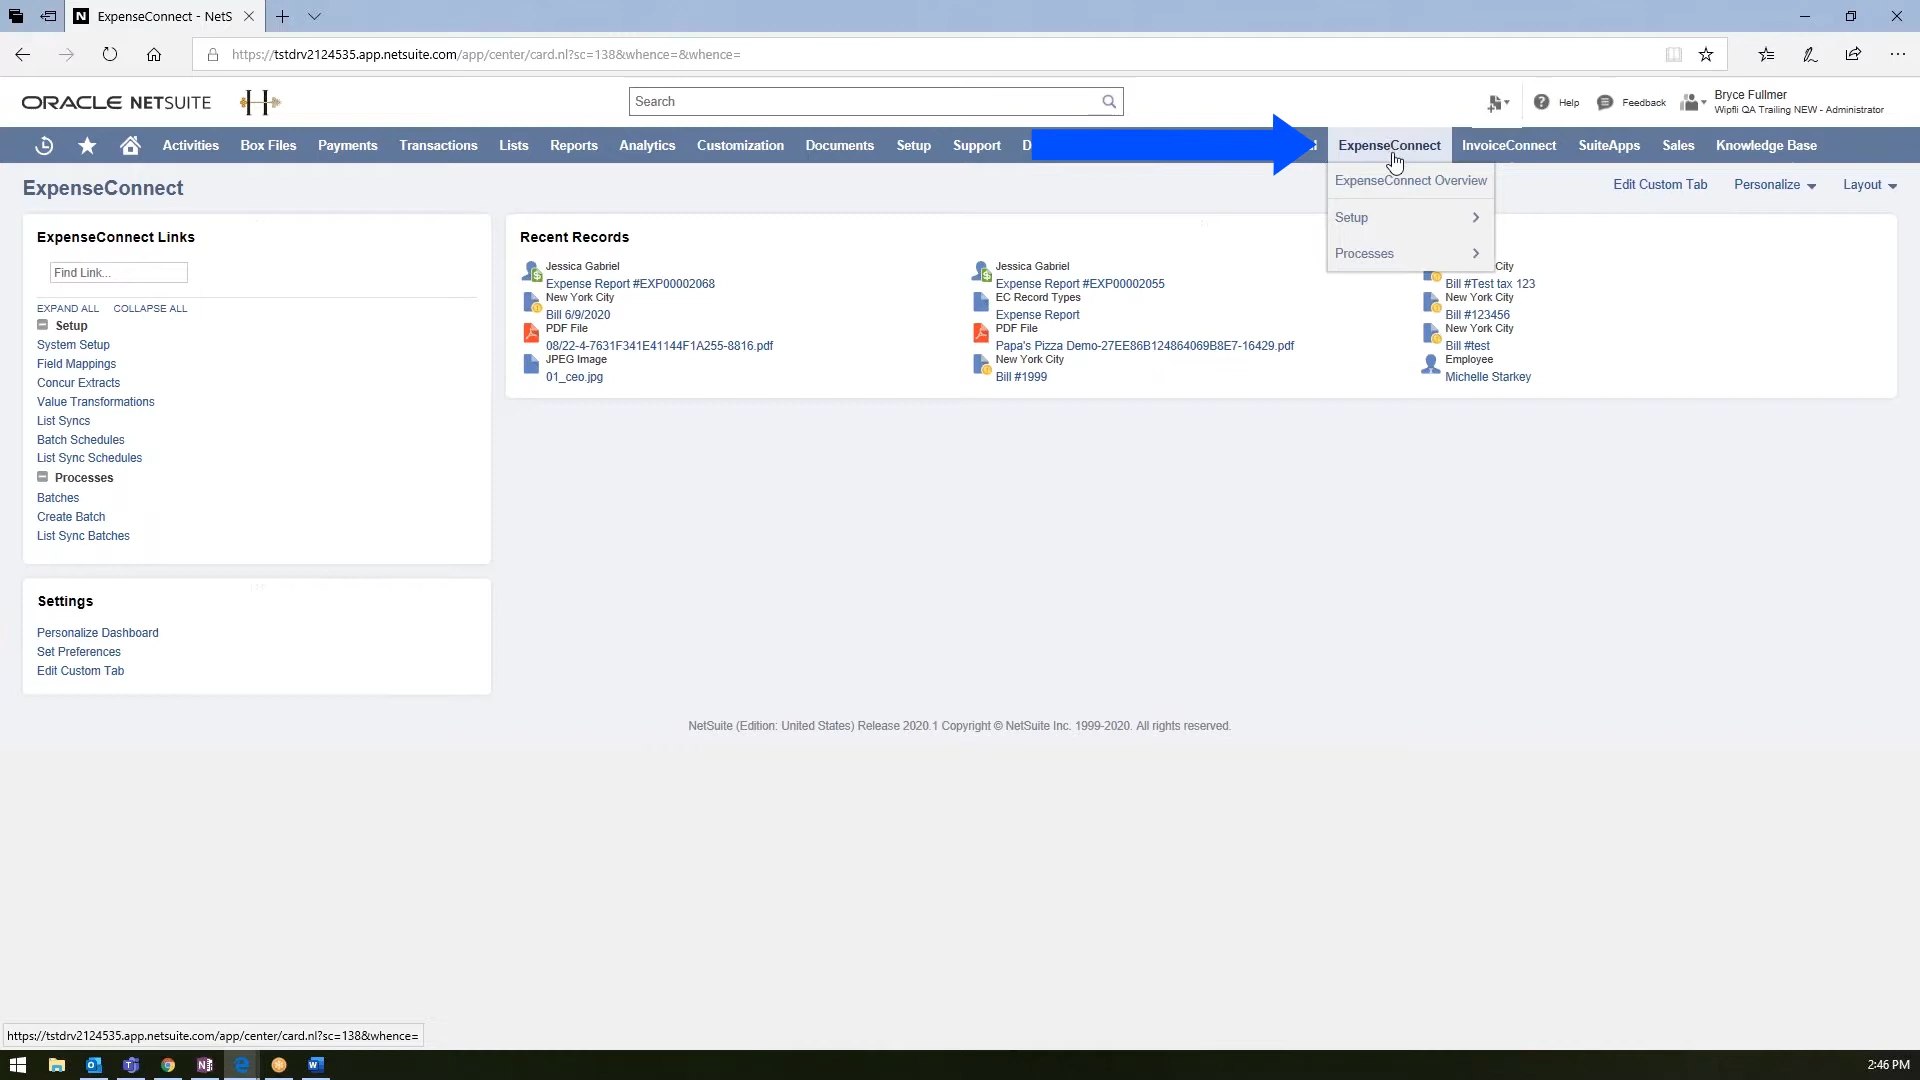 ExpenseConnect - NetS
https://tstdrv2124535.app.netsuite.com/app/center/card.nl?sc=138&whence=&whence=
ORACLE NETSUITE
H
Search
Help
Feedback
Bryce Fullmer
Wipfli QA Trailing NEW - Administrator
Activities Box Files Payments Transactions Lists Reports Analytics Customization Documents Setup Support ExpenseConnect InvoiceConnect SuiteApps Sales Knowledge Base
ExpenseConnect
Edit Custom Tab Personalize Layout
ExpenseConnect Overview
Setup
Processes
ExpenseConnect Links
Find Link...
EXPAND ALL COLLAPSE ALL
Setup
System Setup
Field Mappings
Concur Extracts
Value Transformations
List Syncs
Batch Schedules
List Sync Schedules
Processes
Batches
Create Batch
List Sync Batches
Settings
Personalize Dashboard
Set Preferences
Edit Custom Tab
Recent Records
Jessica Gabriel
Expense Report #EXP00002068
New York City
Bill 6/9/2020
PDF File
08/22-4-7631F341E41144F1A255-8816.pdf
JPEG Image
01_ceo.jpg
Jessica Gabriel
Expense Report #EXP00002055
EC Record Types
Expense Report
PDF File
Papa's Pizza Demo-27EE86B124864069B8E7-16429.pdf
New York City
Bill #1999
City
Bill #Test tax 123
New York City
Bill #123456
New York City
Bill #test
Employee
Michelle Starkey
NetSuite (Edition: United States) Release 2020.1 Copyright © NetSuite Inc. 1999-2020. All rights reserved.
https://tstdrv2124535.app.netsuite.com/app/center/card.nl?sc=138&whence=
2:46 PM